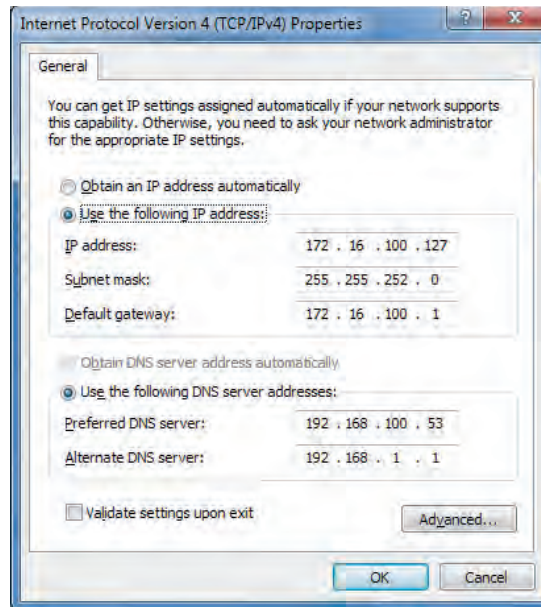 Internet Protocol Version 4 (TCP/IPv4) Properties
General
You can get IP settings assigned automatically if your network supports
this capability. Otherwise, you need to ask your network administrator
for the appropriate IP settings.
Obtain an IP address automatically
Use the following IP address:
IP address: 172 . 16 . 100 . 127
Subnet mask: 255 . 255 . 252 . 0
Default gateway: 172 . 16 . 100 . 1
Obtain DNS server address automatically
Use the following DNS server addresses:
Preferred DNS server: 192 . 168 . 100 . 53
Alternate DNS server: 192 . 168 . 1 . 1
Validate settings upon exit
Advanced...
OK Cancel